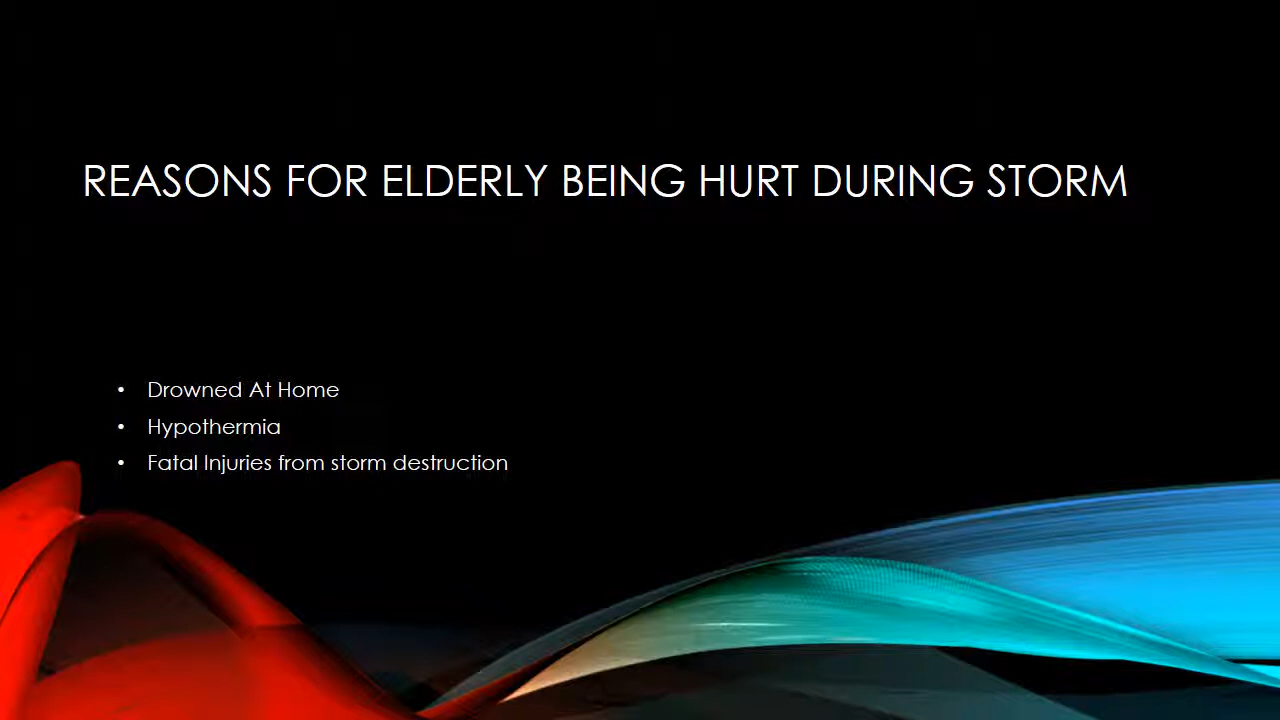 REASONS FOR ELDERLY BEING HURT DURING STORM
• Drowned At Home
• Hypothermia
• Fatal Injuries from storm destruction